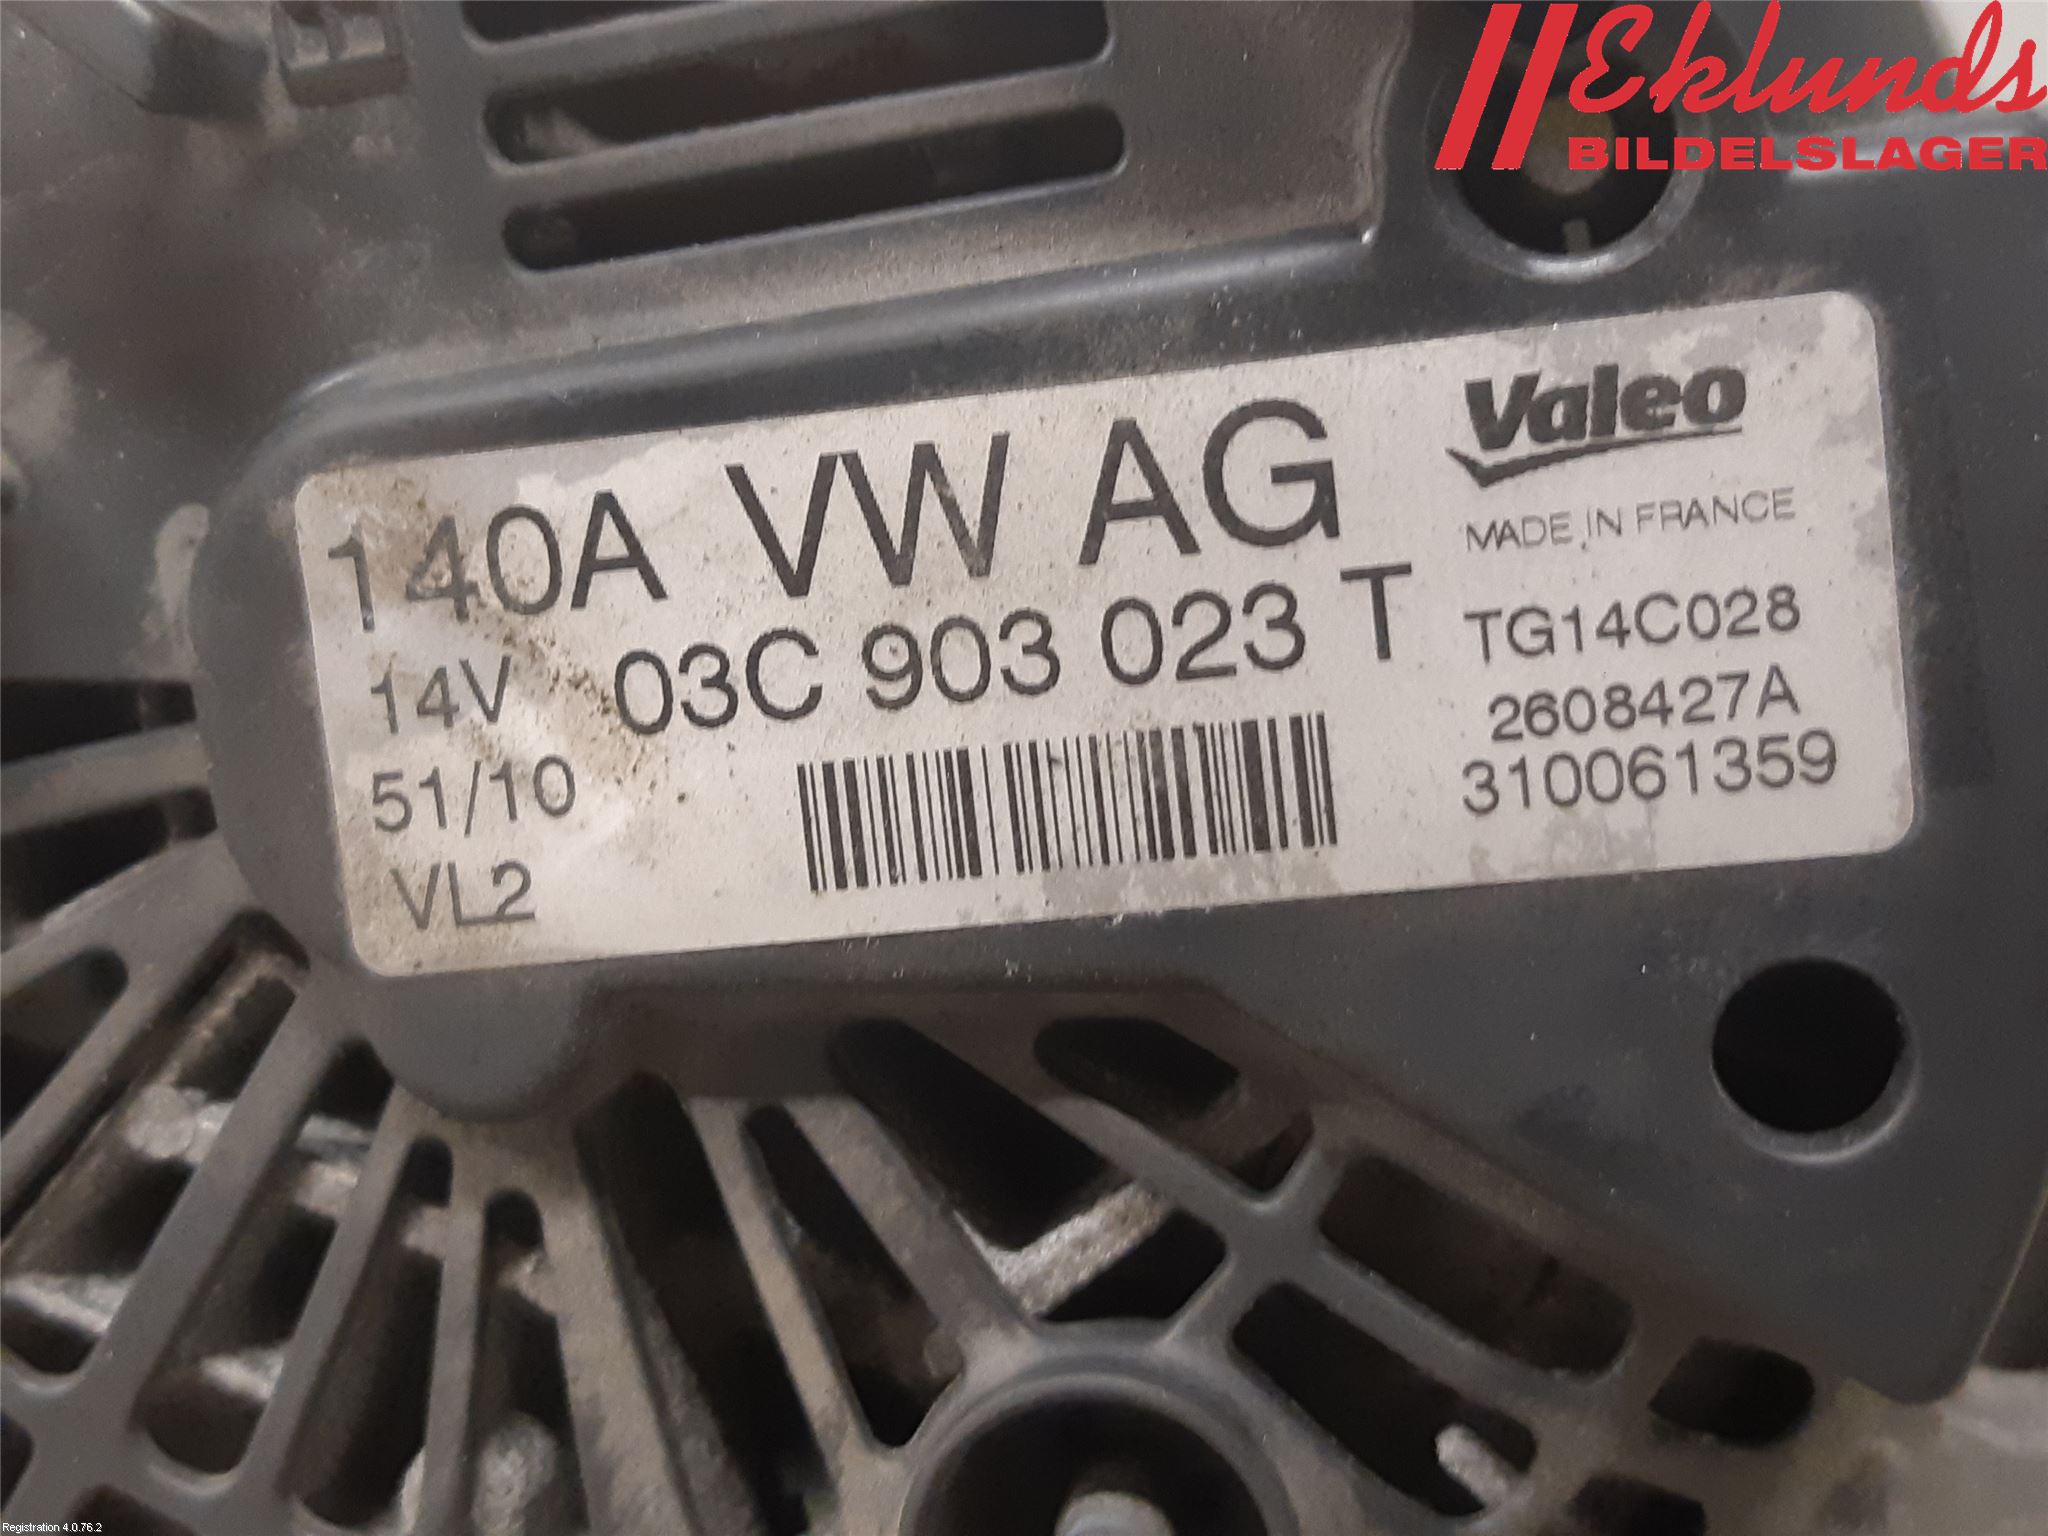 Eklunds
BILDELSLAGER
Valeo
140A VW AG
MADE IN FRANCE
14V 03C 903 023 T TG14C028
51/10 2608427A
VL2 310061359
Registration 4.0.76.2